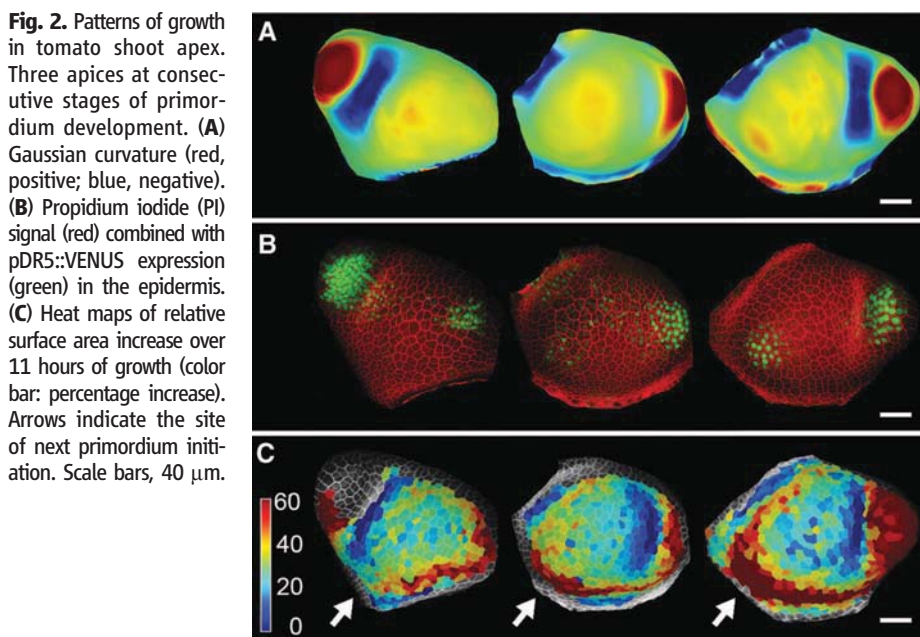 Fig. 2. Patterns of growth
in tomato shoot apex.
Three apices at consec-
utive stages of primor-
dium development. (A)
Gaussian curvature (red,
positive; blue, negative).
(B) Propidium iodide (PI)
signal (red) combined with
pDR5::VENUS expression
(green) in the epidermis.
(C) Heat maps of relative
surface area increase over
11 hours of growth (color
bar: percentage increase).
Arrows indicate the site
of next primordium initi-
ation. Scale bars, 40 μm.
A
B
C
60
40
20
0